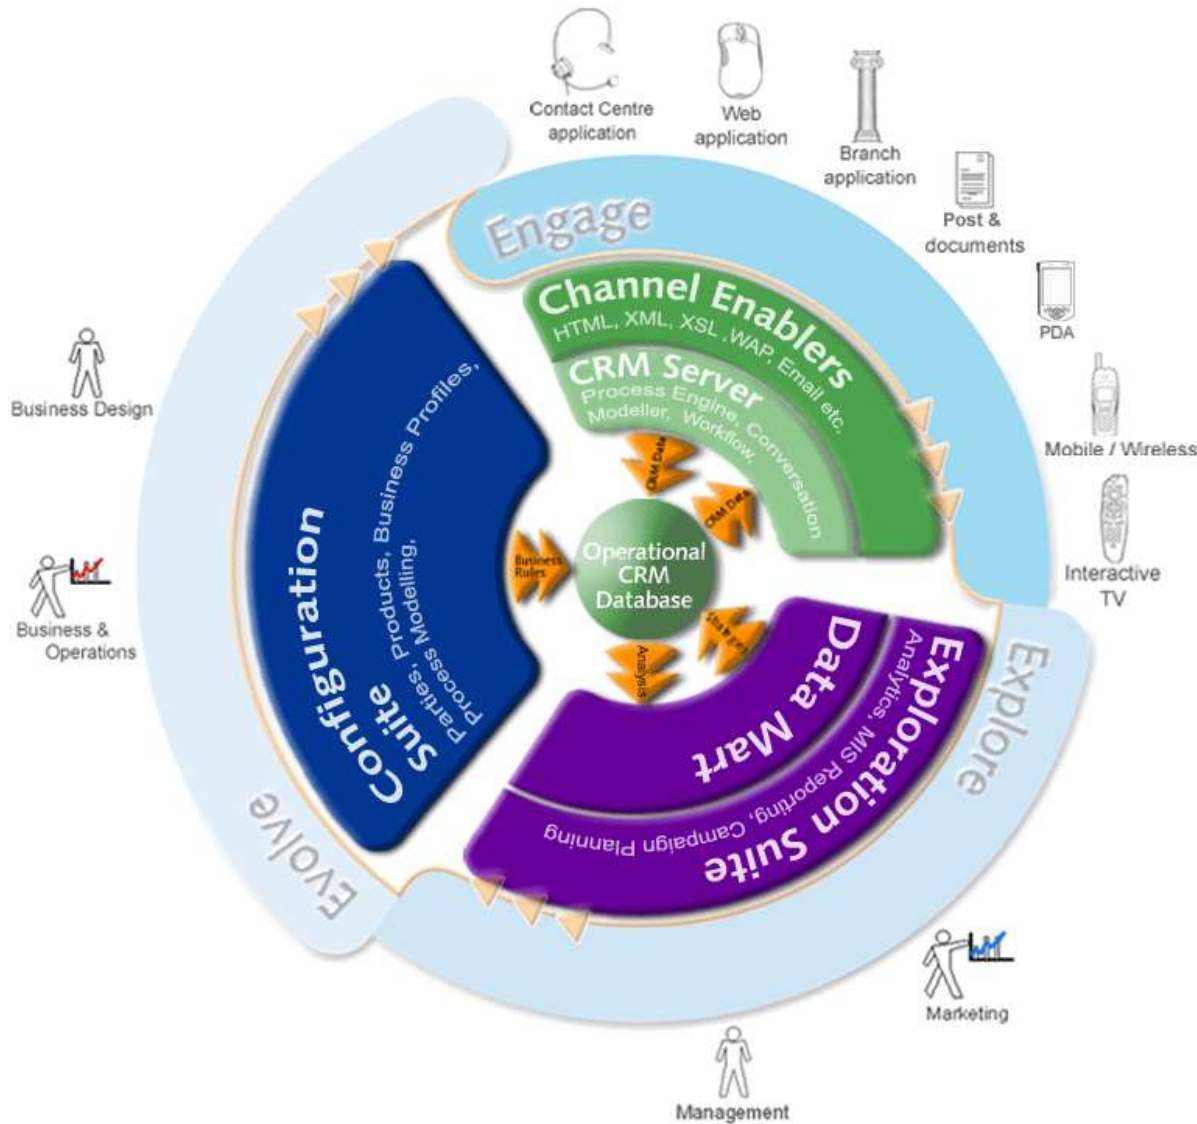 Contact Centre
application
Web
application
Branch
application
Post &
documents
PDA
Mobile / Wireless
Interactive
TV
Engage
Channel Enablers
HTML, XML, XSL ,WAP, Email etc.
CRM Server
Process Engine, Conversation
Modeller, Workflow,
CRM Data
CRM Data
Business Design
Business &
Operations
Evolve
Configuration
Suite
Parties, Products, Business Profiles,
Process Modelling,
Business
Rules
Operational
CRM
Database
Analysis
Strategies
Data Mart
Exploration Suite
Analytics, MIS Reporting, Campaign Planning
Explore
Marketing
Management